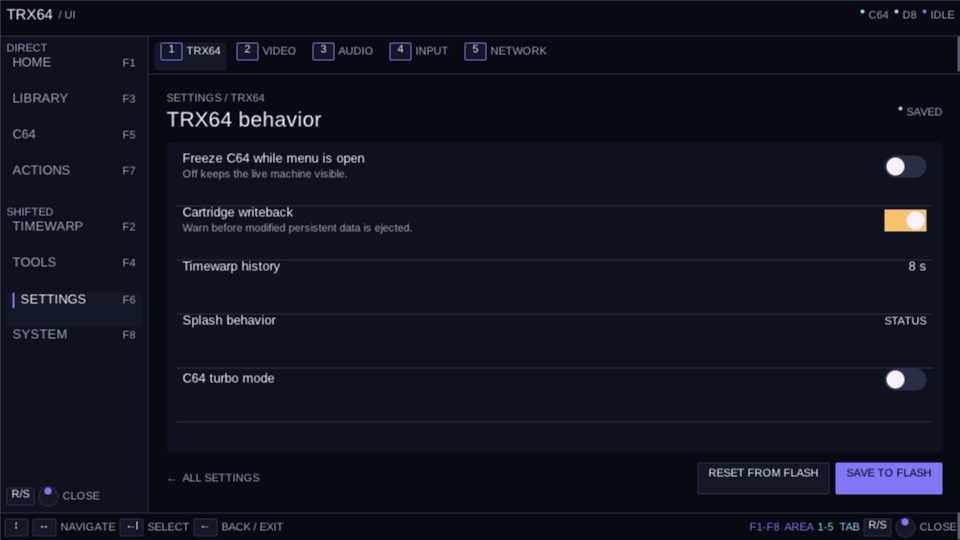 TRX64 / UI
C64 D8 IDLE
DIRECT
HOME F1
LIBRARY F3
C64 F5
ACTIONS F7
SHIFTED
TIMEWARP F2
TOOLS F4
SETTINGS F6
SYSTEM F8
R/S CLOSE
1 TRX64 2 VIDEO 3 AUDIO 4 INPUT 5 NETWORK
SETTINGS / TRX64
TRX64 behavior
SAVED
Freeze C64 while menu is open
Off keeps the live machine visible.
Cartridge writeback
Warn before modified persistent data is ejected.
Timewarp history 8 s
Splash behavior STATUS
C64 turbo mode
← ALL SETTINGS
RESET FROM FLASH
SAVE TO FLASH
↕ ↔ NAVIGATE ←I SELECT ← BACK / EXIT
F1-F8 AREA 1-5 TAB R/S CLOSE